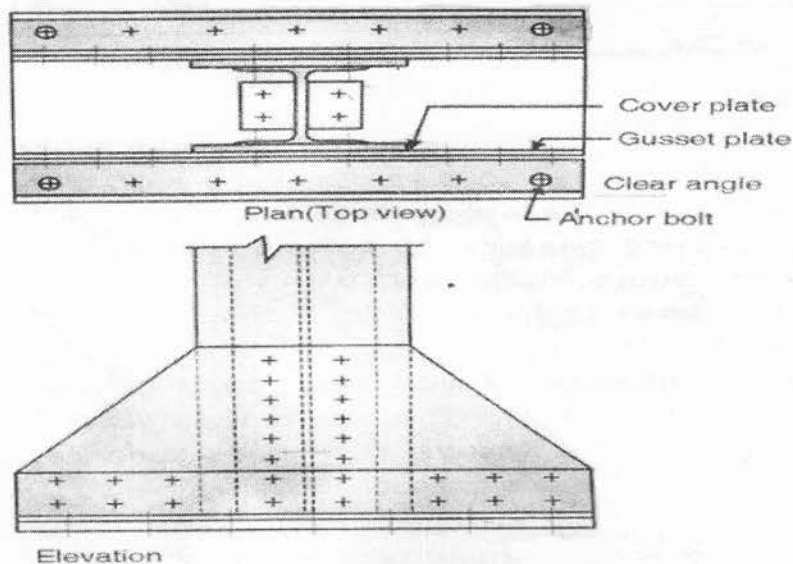 Cover plate
Gusset plate
Clear angle
Plan(Top view)
Anchor bolt
Elevation